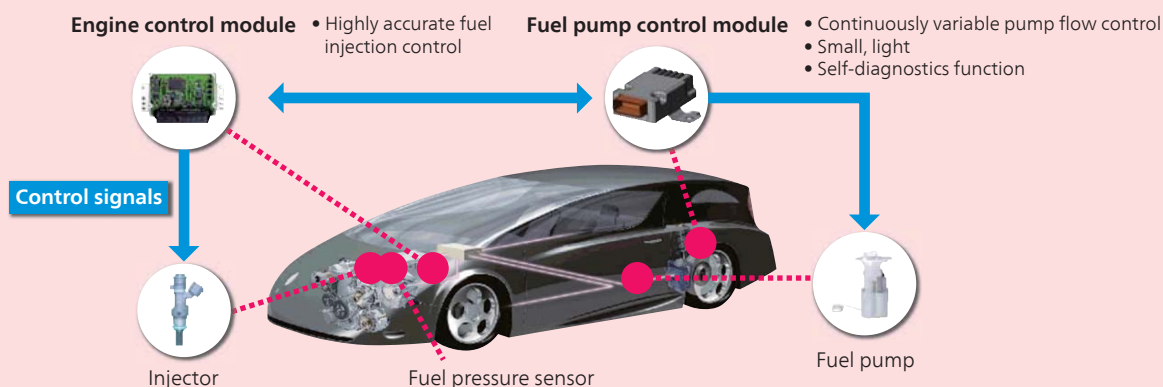 Engine control module
• Highly accurate fuel
injection control
Fuel pump control module
• Continuously variable pump flow control
• Small, light
• Self-diagnostics function
Control signals
Injector
Fuel pressure sensor
Fuel pump